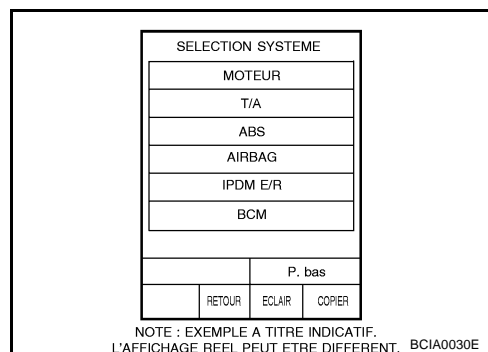 SELECTION SYSTEME
MOTEUR
T/A
ABS
AIRBAG
IPDM E/R
BCM
P. bas
RETOUR ECLAIR COPIER
NOTE : EXEMPLE A TITRE INDICATIF.
L'AFFICHAGE REEL PEUT ETRE DIFFERENT. BCIA0030E